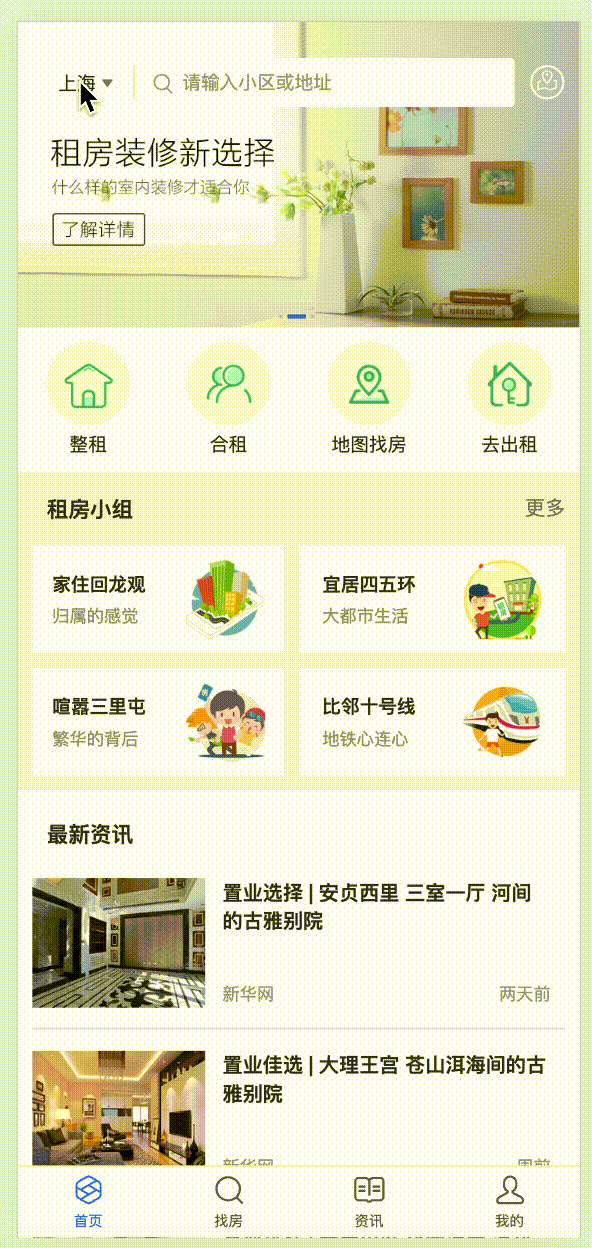 上海
请输入小区或地址
租房装修新选择
什么样的室内装修才适合你
了解详情
ROBINSON CRUSOE
整租
合租
地图找房
去出租
租房小组
更多
家住回龙观
归属的感觉
宜居四五环
大都市生活
喧嚣三里屯
繁华的背后
比邻十号线
地铁心连心
最新资讯
置业选择 | 安贞西里 三室一厅 河间
的古雅别院
新华网
两天前
置业佳选 | 大理王宫 苍山洱海间的古
雅别院
新华网
一周前
首页
找房
资讯
我的